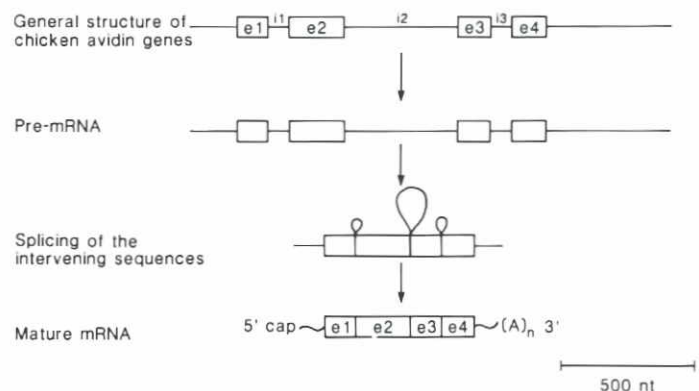 General structure of
chicken avidin genes
e1 i1 e2 i2 e3 i3 e4
Pre-mRNA
Splicing of the
intervening sequences
Mature mRNA
5' cap e1 e2 e3 e4 (A)n 3'
500 nt